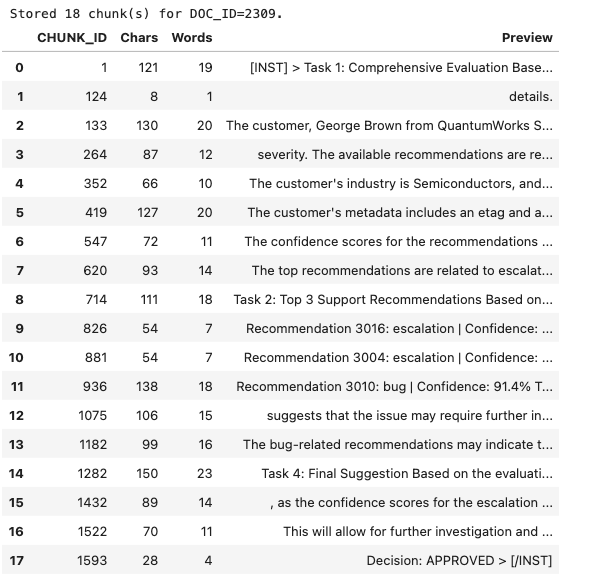 Stored 18 chunk(s) for DOC_ID=2309.
CHUNK_ID Chars Words Preview
0 1 121 19 [INST] > Task 1: Comprehensive Evaluation Base...
1 124 8 1 details.
2 133 130 20 The customer, George Brown from QuantumWorks S...
3 264 87 12 severity. The available recommendations are re...
4 352 66 10 The customer's industry is Semiconductors, and...
5 419 127 20 The customer's metadata includes an etag and a...
6 547 72 11 The confidence scores for the recommendations ...
7 620 93 14 The top recommendations are related to escalat...
8 714 111 18 Task 2: Top 3 Support Recommendations Based on...
9 826 54 7 Recommendation 3016: escalation | Confidence: ...
10 881 54 7 Recommendation 3004: escalation | Confidence: ...
11 936 138 18 Recommendation 3010: bug | Confidence: 91.4% T...
12 1075 106 15 suggests that the issue may require further in...
13 1182 99 16 The bug-related recommendations may indicate t...
14 1282 150 23 Task 4: Final Suggestion Based on the evaluati...
15 1432 89 14 , as the confidence scores for the escalation ...
16 1522 70 11 This will allow for further investigation and ...
17 1593 28 4 Decision: APPROVED > [/INST]